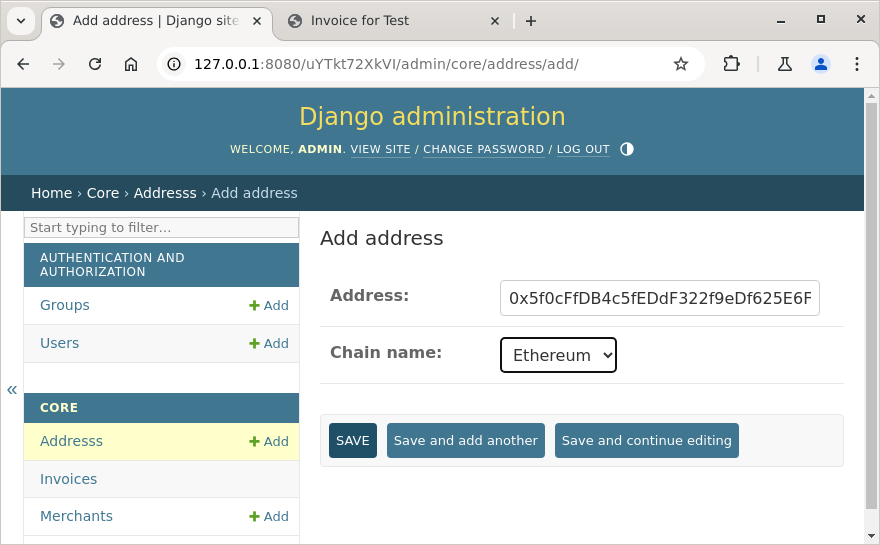 Add address | Django site
Invoice for Test
127.0.0.1:8080/uYTkt72XkVI/admin/core/address/add/
Django administration
WELCOME, ADMIN. VIEW SITE / CHANGE PASSWORD / LOG OUT
Home › Core › Addresss › Add address
Start typing to filter…
AUTHENTICATION AND
AUTHORIZATION
Groups
Add
Users
Add
«
CORE
Addresss
Add
Invoices
Merchants
Add
Add address
Address:
0x5f0cFfDB4c5fEDdF322f9eDf625E6F
Chain name:
Ethereum
SAVE
Save and add another
Save and continue editing